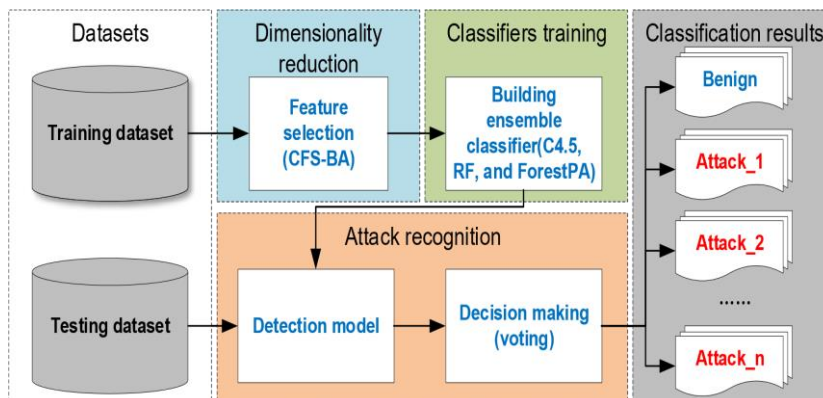 Datasets
Dimensionality
reduction
Classifiers training
Classification results
Training dataset
Feature
selection
(CFS-BA)
Building
ensemble
classifier(C4.5,
RF, and ForestPA)
Benign
Attack_1
Attack_2
......
Attack_n
Attack recognition
Testing dataset
Detection model
Decision making
(voting)